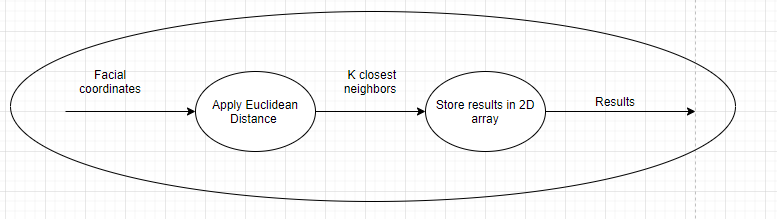 Facial
coordinates
Apply Euclidean
Distance
K closest
neighbors
Store results in 2D
array
Results